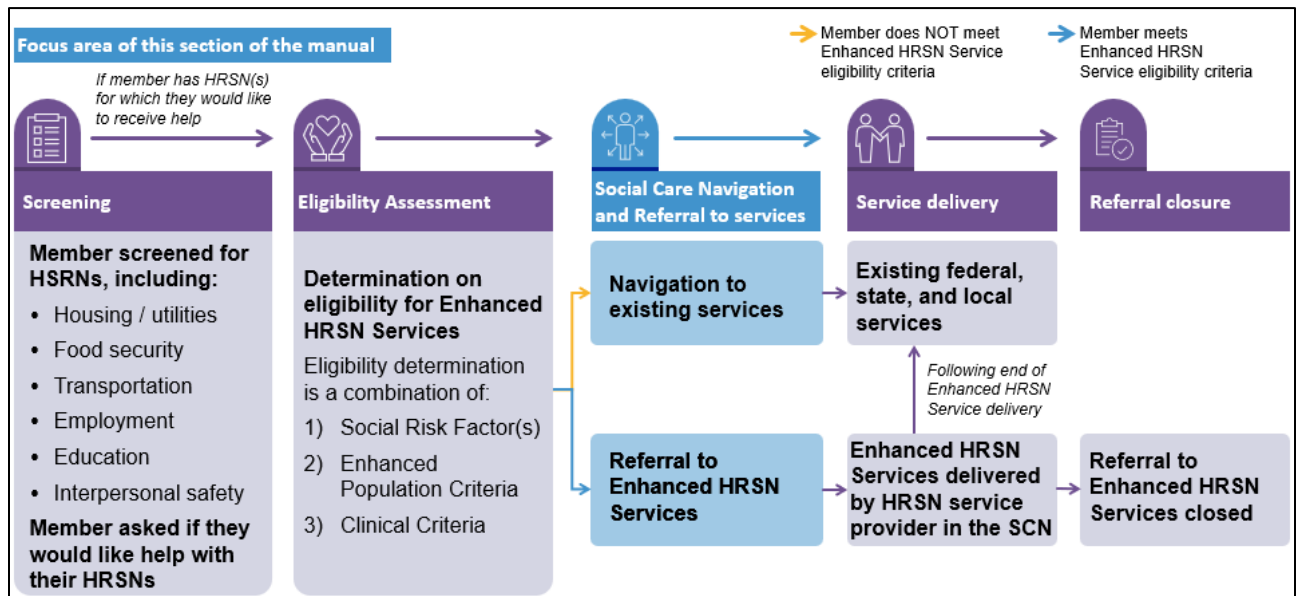 Focus area of this section of the manual
If member has HRSN(s)
for which they would like
to receive help
Member does NOT meet
Enhanced HRSN Service
eligibility criteria
Member meets
Enhanced HRSN
Service eligibility criteria
Screening
Eligibility Assessment
Social Care Navigation
and Referral to services
Service delivery
Referral closure
Member screened for
HSRNs, including:
• Housing / utilities
• Food security
• Transportation
• Employment
• Education
• Interpersonal safety
Member asked if they
would like help with
their HRSNs
Determination on
eligibility for Enhanced
HRSN Services
Eligibility determination
is a combination of:
1) Social Risk Factor(s)
2) Enhanced
Population Criteria
3) Clinical Criteria
Navigation to
existing services
Existing federal,
state, and local
services
Following end of
Enhanced HRSN
Service delivery
Referral to
Enhanced HRSN
Services
Enhanced HRSN
Services delivered
by HRSN service
provider in the SCN
Referral to
Enhanced HRSN
Services closed